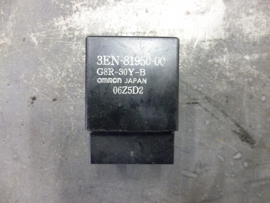 3EN-81950-00
G8R-30Y-B
OMRON JAPAN
06Z5D2